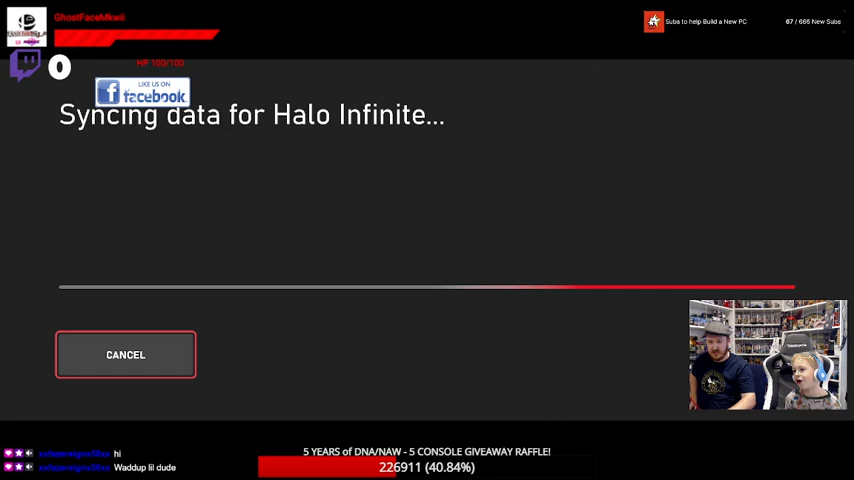 GhostFaceMkwii
Subs to help Build a New PC
67 / 666 New Subs
0
HP 100/100
LIKE US ON
facebook
Syncing data for Halo Infinite...
CANCEL
hi
Waddup lil dude
5 YEARS of DNA/NAW - 5 CONSOLE GIVEAWAY RAFFLE!
226911 (40.84%)